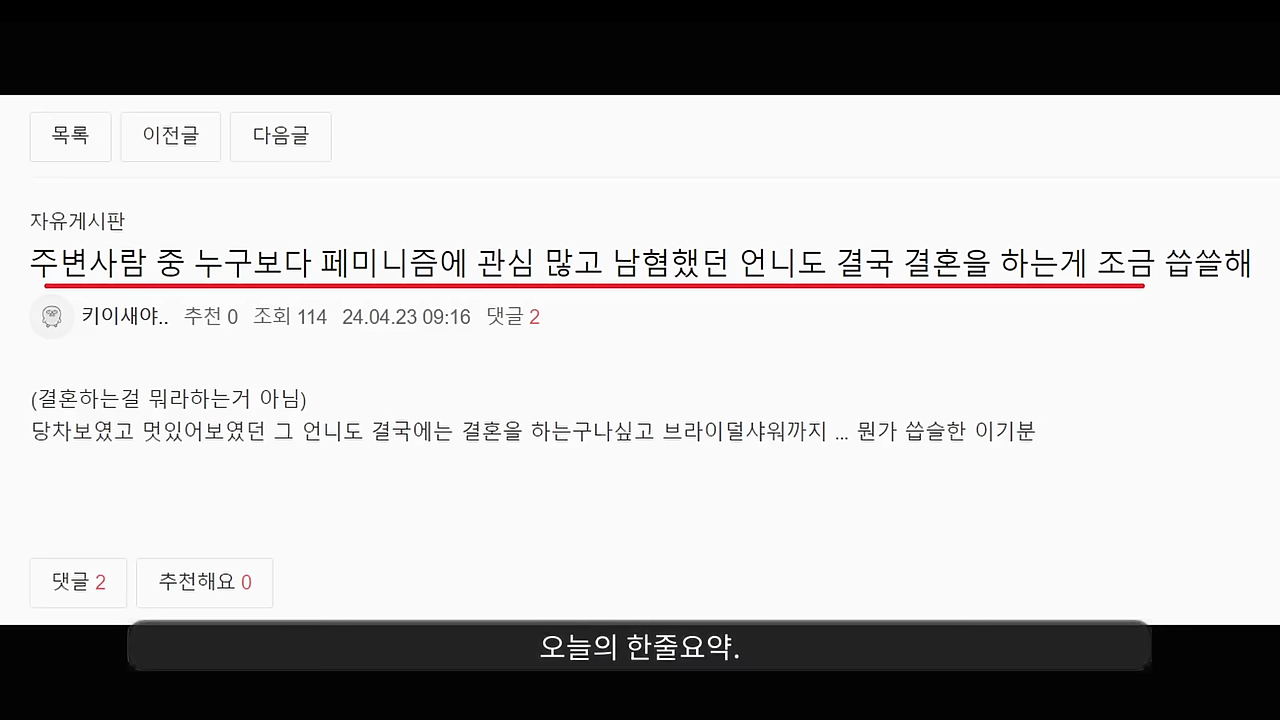 목록 이전글 다음글
자유게시판
주변사람 중 누구보다 페미니즘에 관심 많고 남혐했던 언니도 결국 결혼을 하는게 조금 씁쓸해
키이새야.. 추천 0 조회 114 24.04.23 09:16 댓글 2
(결혼하는걸 뭐라하는거 아님)
당차보였고 멋있어보였던 그 언니도 결국에는 결혼을 하는구나싶고 브라이덜샤워까지 ... 뭔가 씁슬한 이기분
댓글 2 추천해요 0
오늘의 한줄요약.